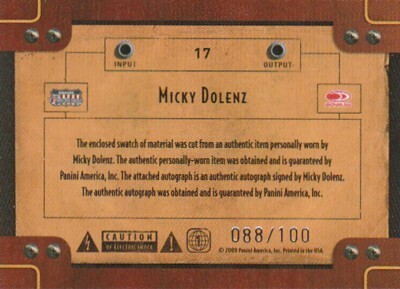 17
INPUT
OUTPUT
MICKY DOLENZ
The enclosed swatch of material was cut from an authentic item personally worn by
Micky Dolenz. The authentic personally-worn item was obtained and is guaranteed by
Panini America, Inc. The attached autograph is an authentic autograph signed by Micky Dolenz.
The authentic autograph was obtained and is guaranteed by Panini America, Inc.
CAUTION
OF ELECTRIC SHOCK
088/100
© 2009 Panini America, Inc. Printed in the USA.